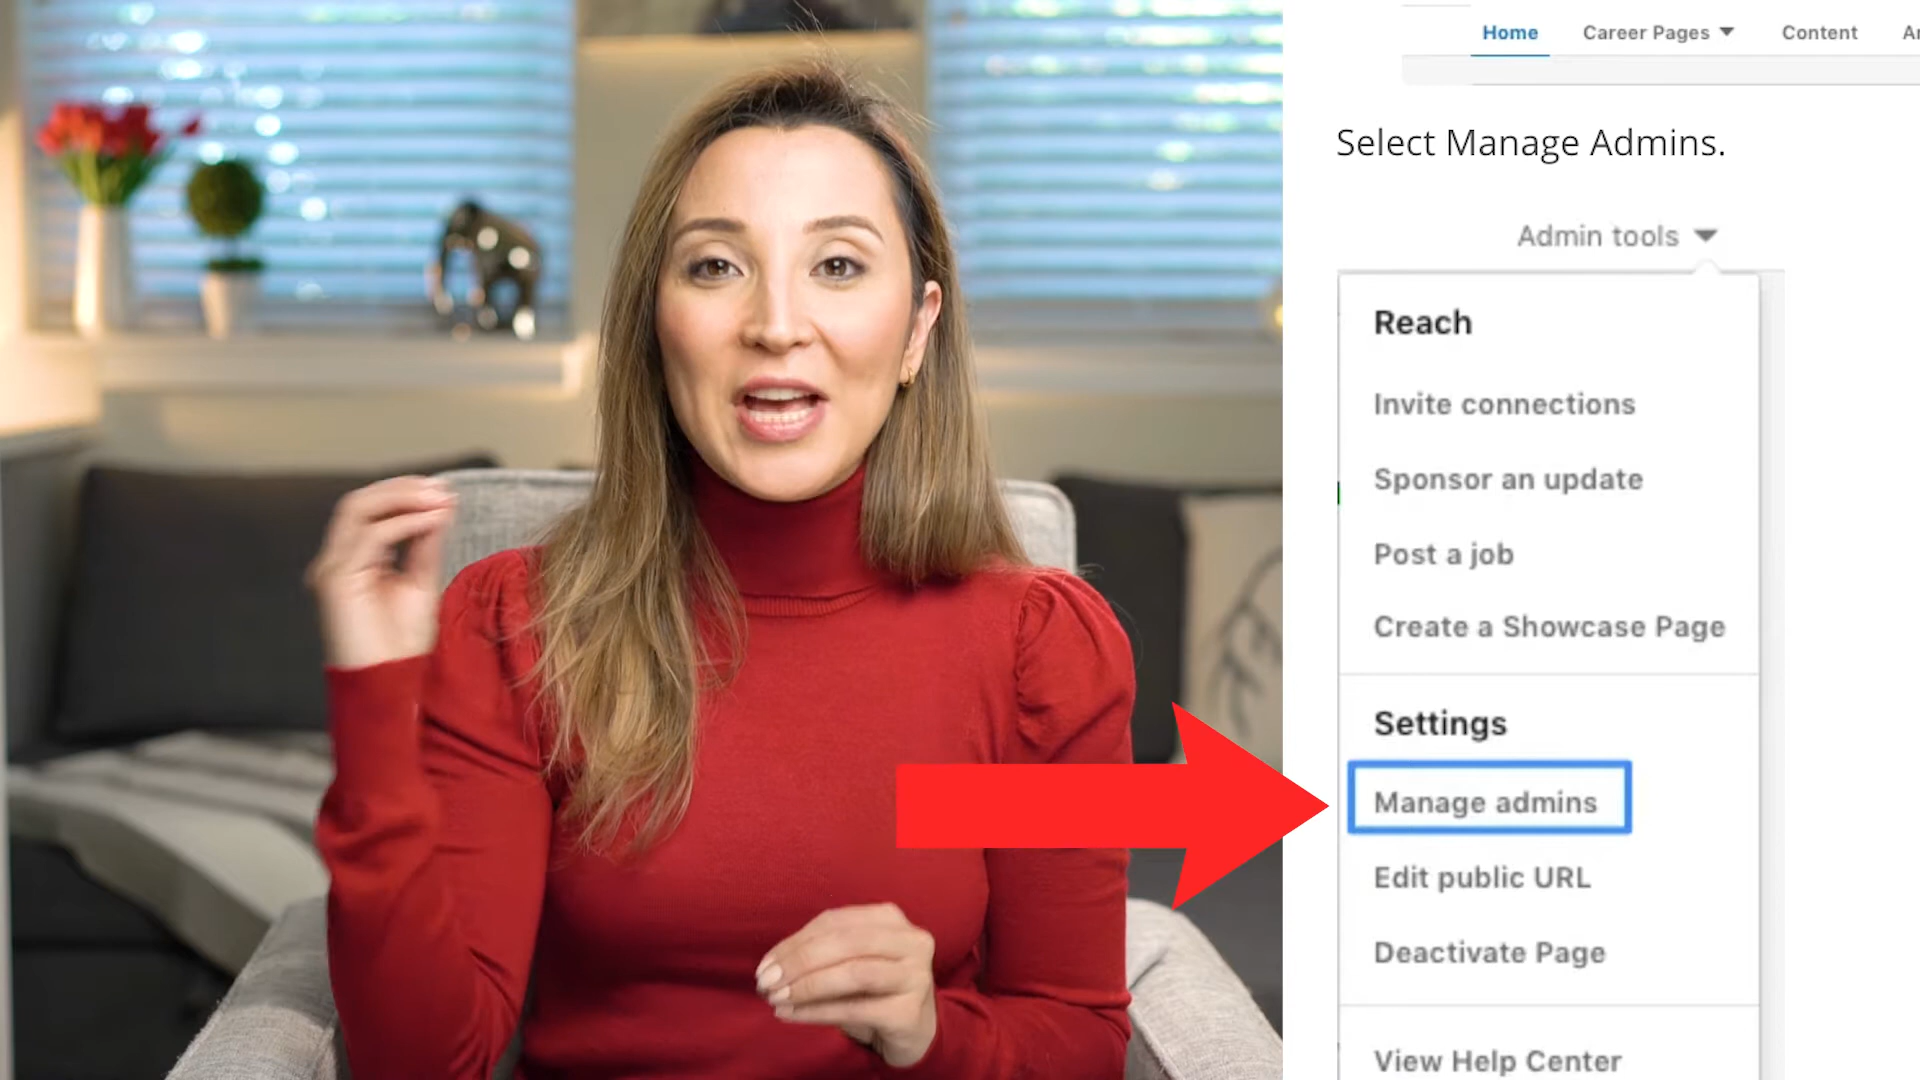 Home Career Pages Content
Select Manage Admins.
Admin tools
Reach
Invite connections
Sponsor an update
Post a job
Create a Showcase Page
Settings
Manage admins
Edit public URL
Deactivate Page
View Help Center